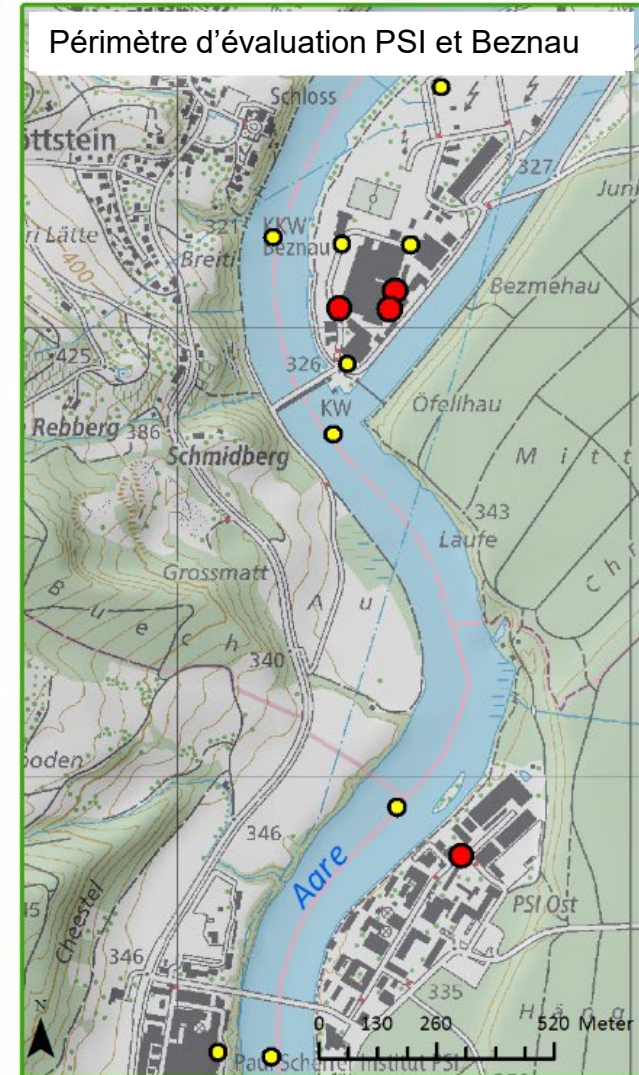 Périmètre d'évaluation PSI et Beznau
Schloss
ttstein
327
321
KKW
Beznau
ri Lätte
Breiti
400
Bezmehau
425
326
KW
Öfelihau
Rebberg
386
Schmidberg
M i t t
343
Laufe
Grossmatt
C h r
A u
B u e c h
340
oden
346
Aare
Cheestel
PSI Ost
346
335
H ä n g
N
0 130 260 520 Meter
Paul Scherrer Institut PSI